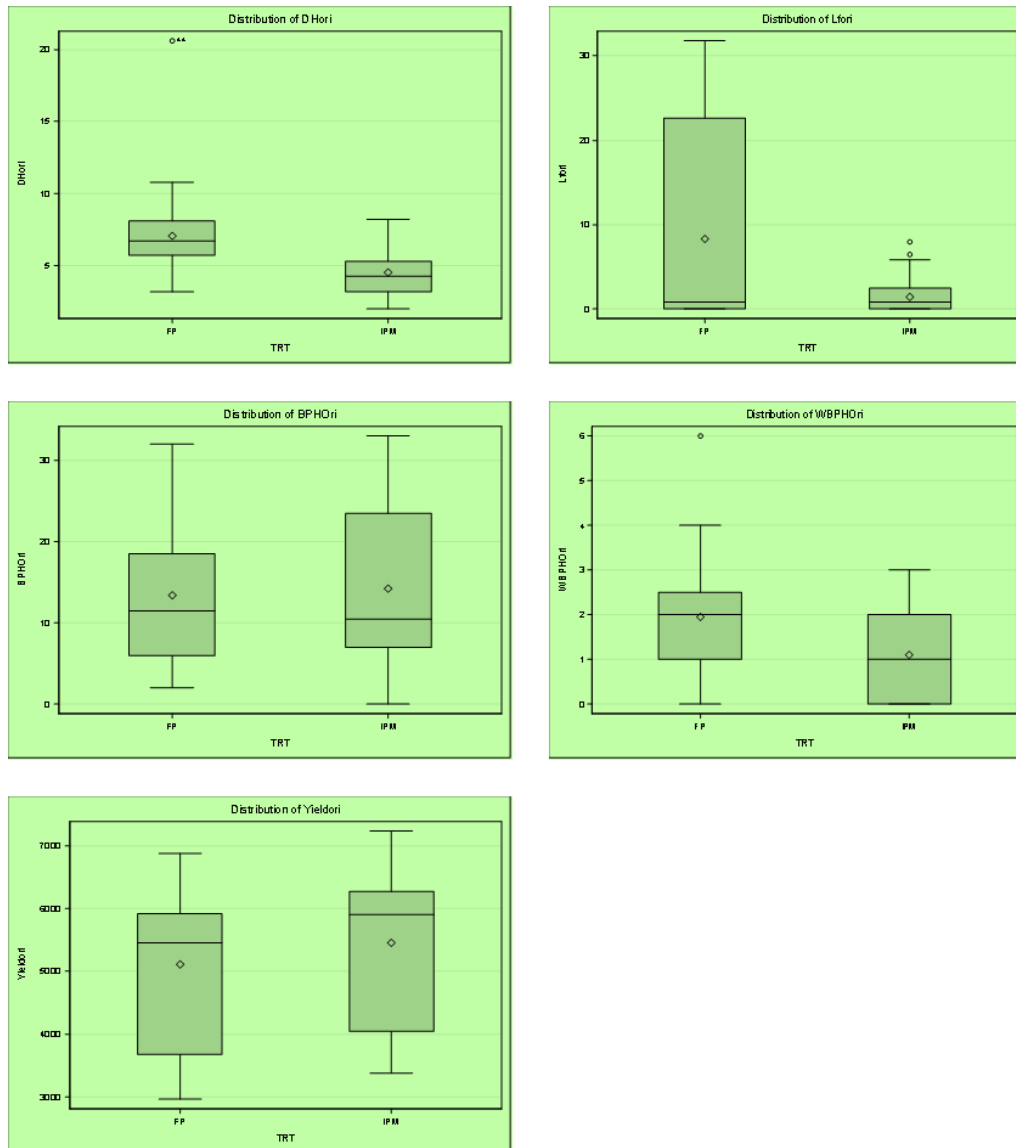 Distribution of DHori
20
15
10
5
DHori
FP
IPM
TRT
Distribution of Lfori
30
20
10
0
Lfori
FP
IPM
TRT
Distribution of BPHOri
30
20
10
0
BPHOri
FP
IPM
TRT
Distribution of WBPHOri
6
5
4
3
2
1
0
WBPHOri
FP
IPM
TRT
Distribution of Yieldori
7000
6000
5000
4000
3000
Yieldori
FP
IPM
TRT